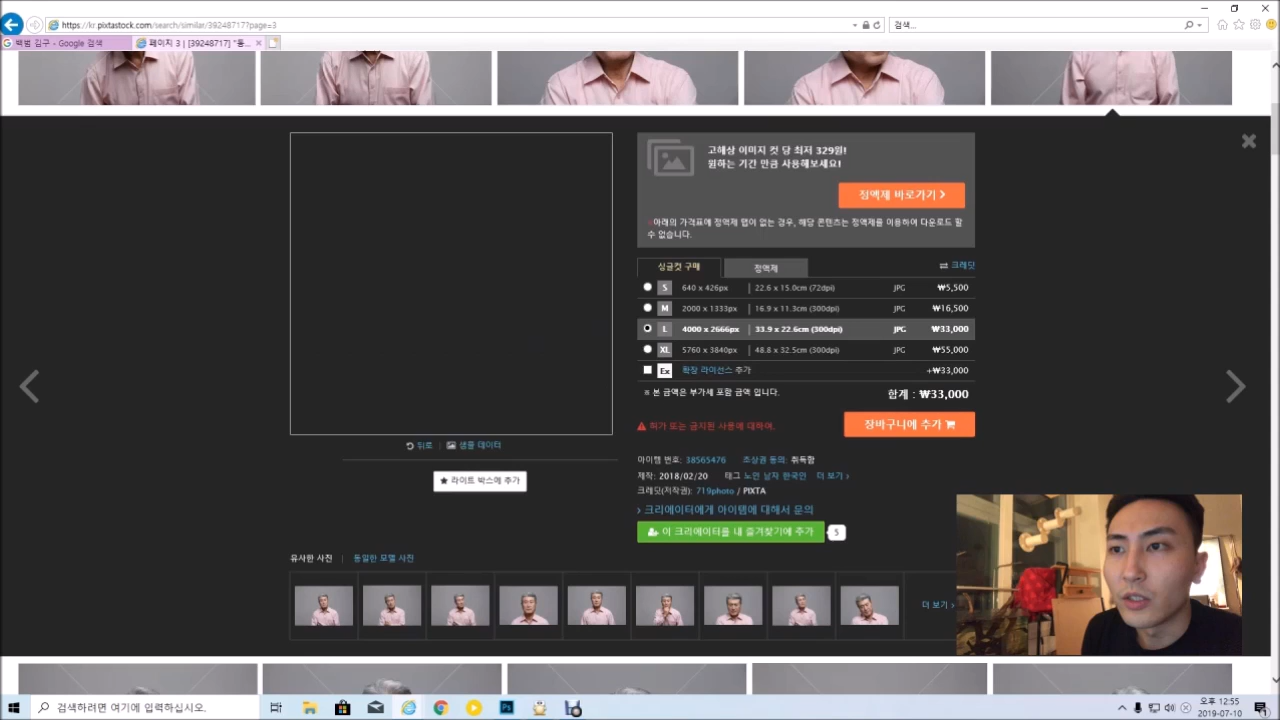 https://kr.pixtastock.com/search/similar/39248717?page=3
검색...
백범 김구 - Google 검색
페이지 3 | [39248717] "동...
고해상 이미지 컷 당 최저 329원!
원하는 기간 만큼 사용해보세요!
정액제 바로가기
※아래의 가격표에 정액제 탭이 없는 경우, 해당 콘텐츠는 정액제를 이용하여 다운로드 할
수 없습니다.
싱글컷 구매
정액제
크레딧
S 640 x 426px | 22.6 x 15.0cm (72dpi) JPG ₩5,500
M 2000 x 1333px | 16.9 x 11.3cm (300dpi) JPG ₩16,500
L 4000 x 2666px | 33.9 x 22.6cm (300dpi) JPG ₩33,000
XL 5760 x 3840px | 48.8 x 32.5cm (300dpi) JPG ₩55,000
Ex 확장 라이선스 추가 +₩33,000
※ 본 금액은 부가세 포함 금액 입니다.
합계 : ₩33,000
허가 또는 금지된 사용에 대하여.
장바구니에 추가
뒤로 | 샘플 데이터
라이트 박스에 추가
아이템 번호: 38565476 초상권 동의: 취득함
제작: 2018/02/20 태그 노인 남자 한국인 더 보기 ›
크레딧(저작권): 719photo / PIXTA
› 크리에이터에게 아이템에 대해서 문의
이 크리에이터를 내 즐겨찾기에 추가 5
유사한 사진 | 동일한 모델 사진
더 보기 ›
검색하려면 여기에 입력하십시오.
Ps
오후 12:55
2019-07-10
1